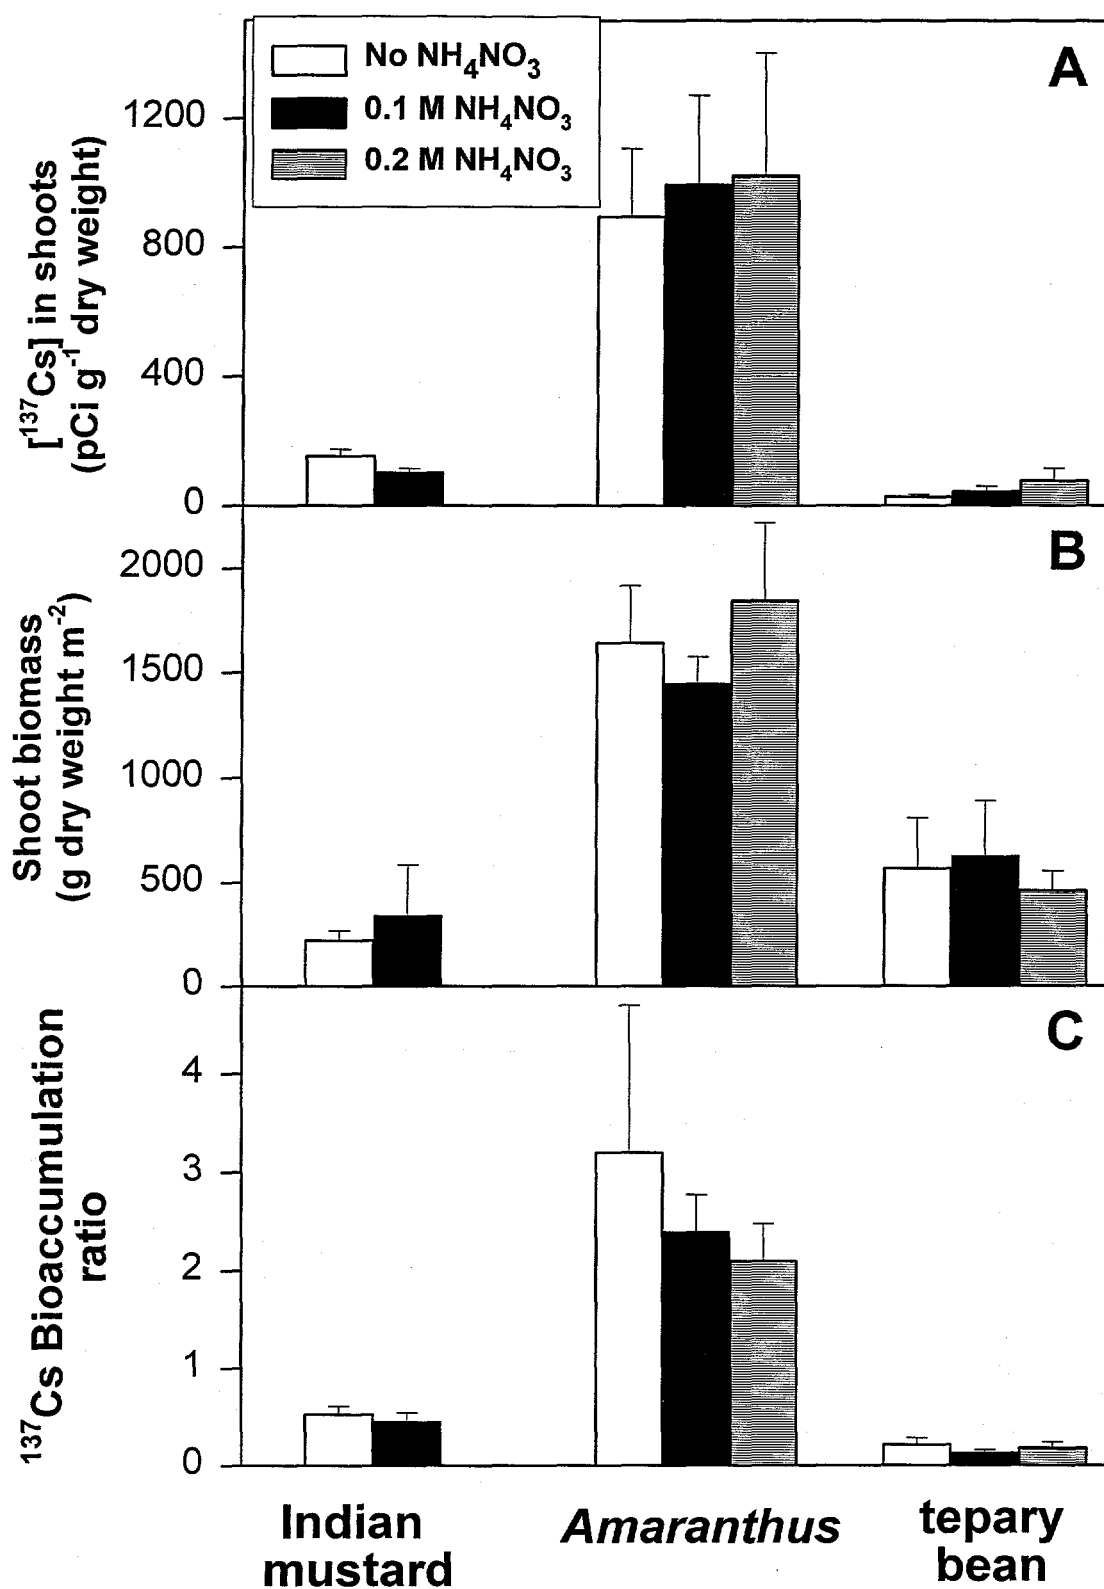 No NH₄NO₃
0.1 M NH₄NO₃
0.2 M NH₄NO₃
A
[¹³⁷Cs] in shoots
(pCi g⁻¹ dry weight)
1200
800
400
0
B
Shoot biomass
(g dry weight m⁻²)
2000
1500
1000
500
0
C
¹³⁷Cs Bioaccumulation
ratio
4
3
2
1
0
Indian
mustard
Amaranthus
tepary
bean